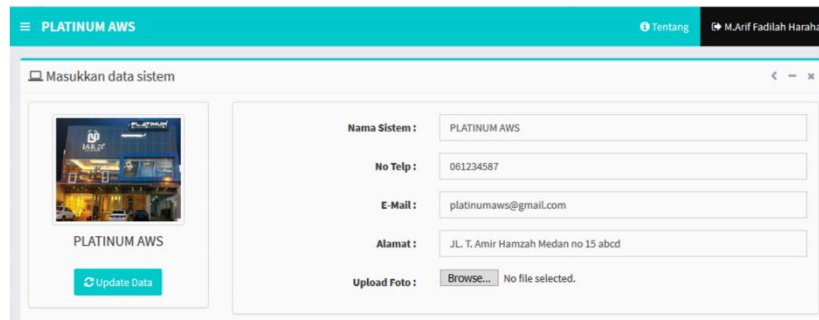 ≡ PLATINUM AWS
Tentang
M.Arif Fadilah Haraha
Masukkan data sistem
PLATINUM
JAR27
PLATINUM AWS
Update Data
Nama Sistem : PLATINUM AWS
No Telp : 061234587
E-Mail : platinumaws@gmail.com
Alamat : JL. T. Amir Hamzah Medan no 15 abcd
Upload Foto : Browse... No file selected.